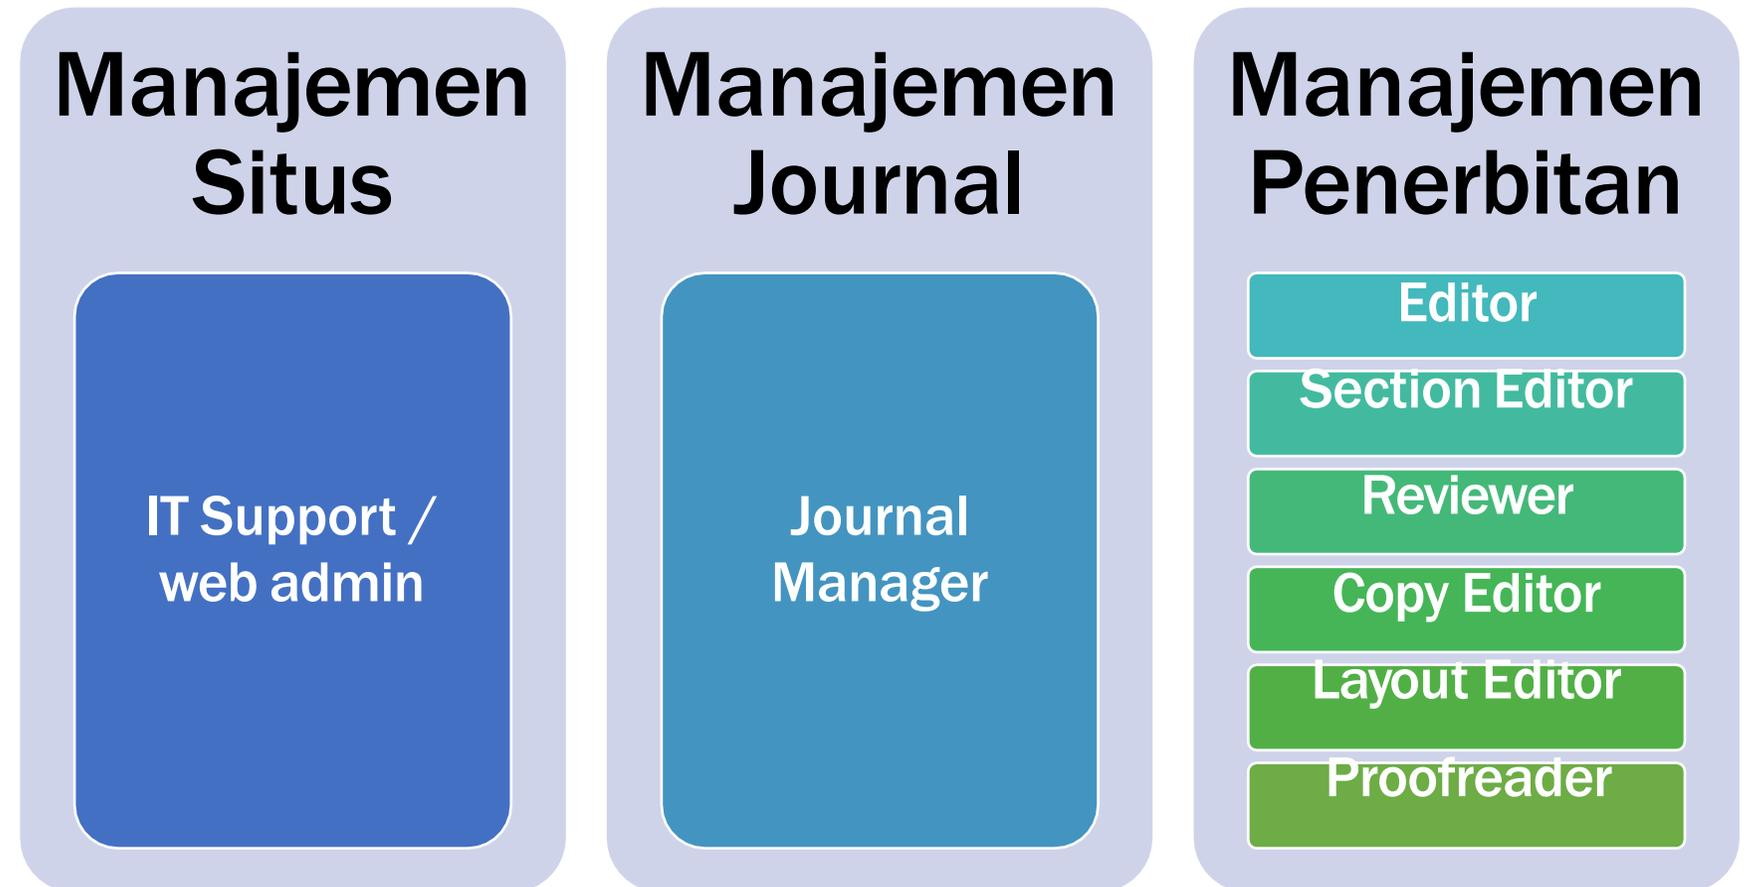 Manajemen
Situs
IT Support /
web admin
Manajemen
Journal
Journal
Manager
Manajemen
Penerbitan
Editor
Section Editor
Reviewer
Copy Editor
Layout Editor
Proofreader